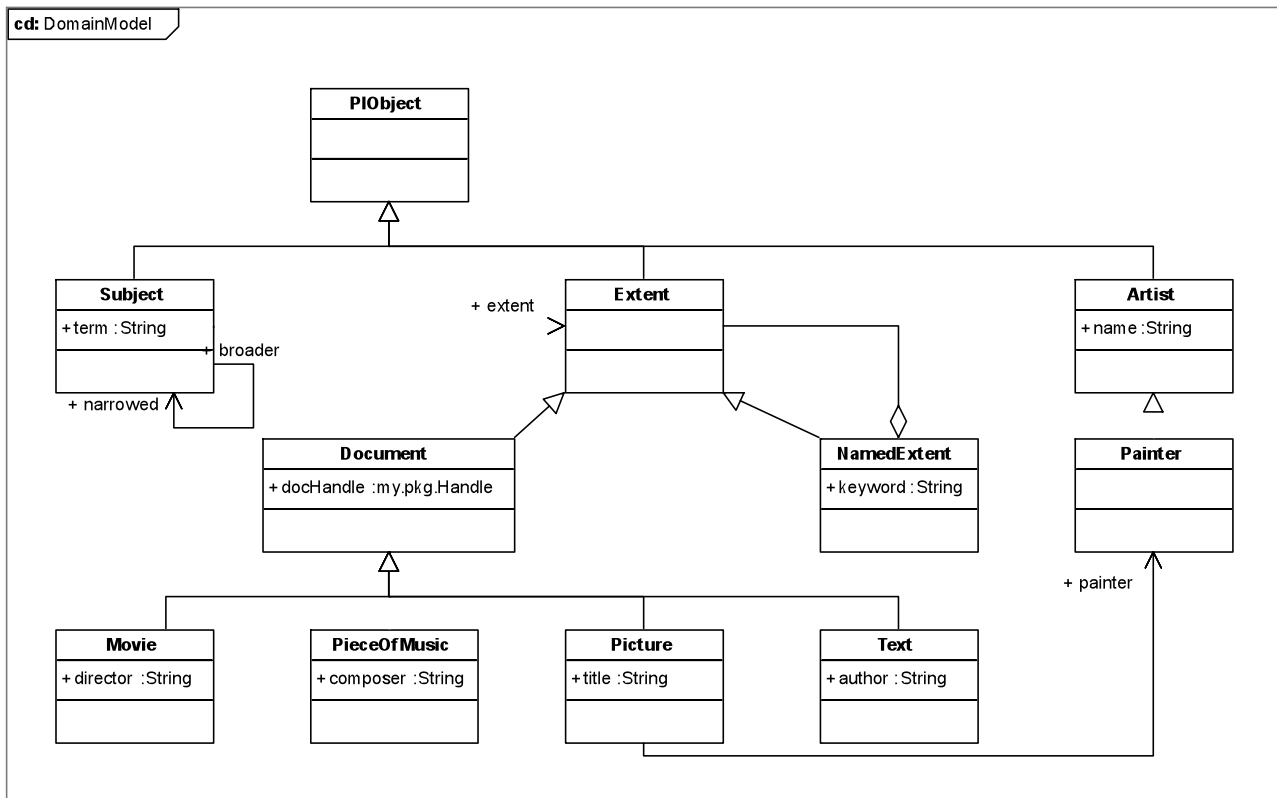 cd: DomainModel
PIObject
Subject
+ term : String
+ broader
+ narrowed
+ extent
Extent
Artist
+ name : String
Document
+ docHandle : my.pkg.Handle
NamedExtent
+ keyword : String
Painter
+ painter
Movie
+ director : String
PieceOfMusic
+ composer : String
Picture
+ title : String
Text
+ author : String